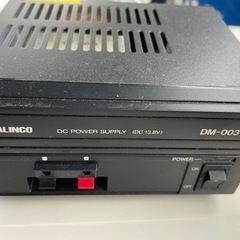 ALINCO DC POWER SUPPLY (DC 13.8V) DM-003
POWER
ON
OFF